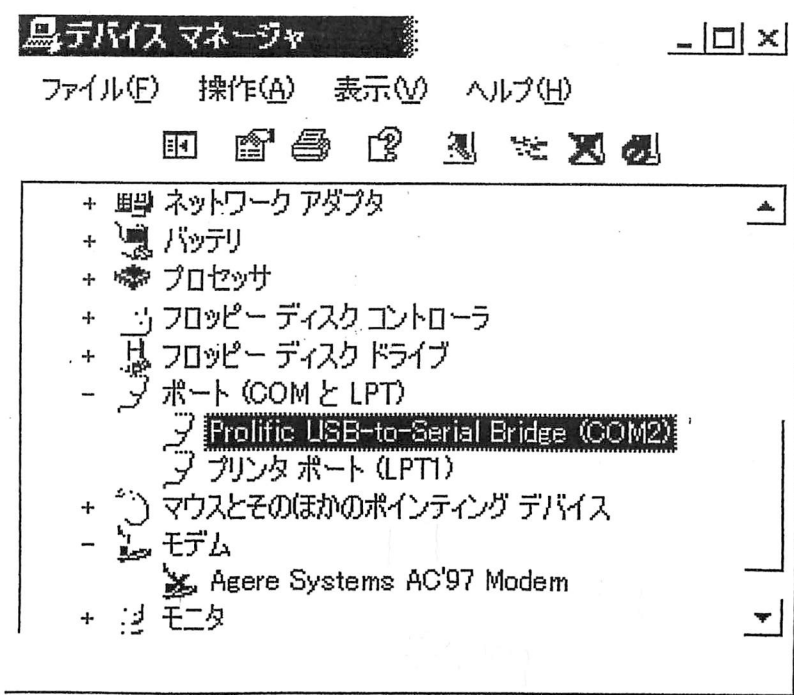 デバイス マネージャ
ファイル(F) 操作(A) 表示(V) ヘルプ(H)
+ ネットワーク アダプタ
+ バッテリ
+ プロセッサ
+ フロッピー ディスク コントローラ
+ フロッピー ディスク ドライブ
- ポート (COM と LPT)
Prolific USB-to-Serial Bridge (COM2)
プリンタ ポート (LPT1)
+ マウスとそのほかのポインティング デバイス
- モデム
Agere Systems AC'97 Modem
+ モニタ